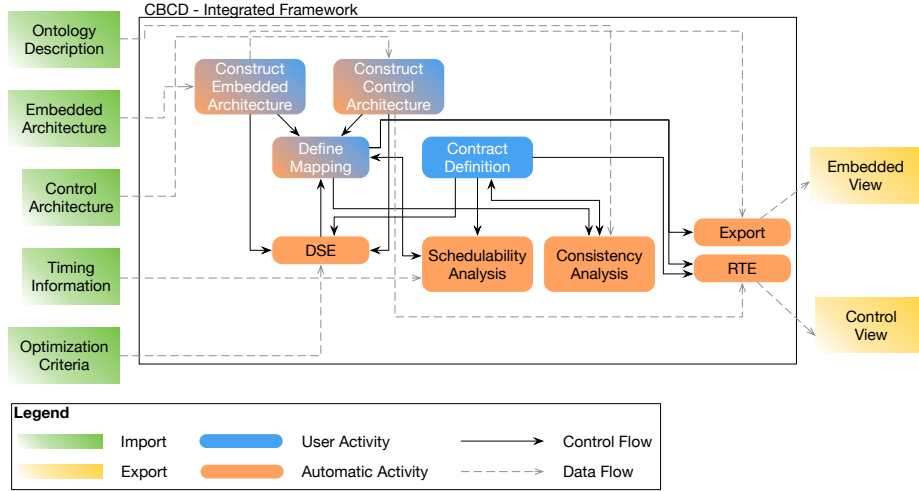 CBCD - Integrated Framework
Ontology
Description
Embedded
Architecture
Control
Architecture
Timing
Information
Optimization
Criteria
Construct
Embedded
Architecture
Construct
Control
Architecture
Define
Mapping
Contract
Definition
DSE
Schedulability
Analysis
Consistency
Analysis
Export
RTE
Embedded
View
Control
View
Legend
Import
User Activity
Control Flow
Export
Automatic Activity
Data Flow